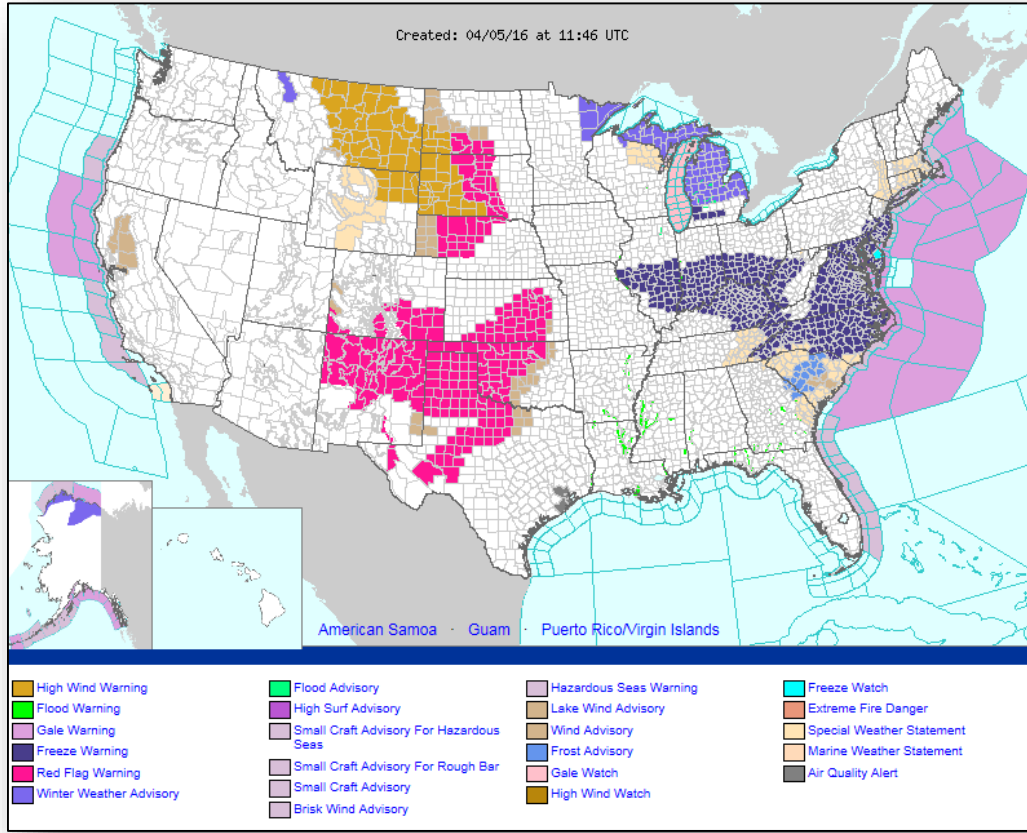 Created: 04/05/16 at 11:46 UTC
American Samoa · Guam · Puerto Rico/Virgin Islands
High Wind Warning
Flood Warning
Gale Warning
Freeze Warning
Red Flag Warning
Winter Weather Advisory
Flood Advisory
High Surf Advisory
Small Craft Advisory For Hazardous
Seas
Small Craft Advisory For Rough Bar
Small Craft Advisory
Brisk Wind Advisory
Hazardous Seas Warning
Lake Wind Advisory
Wind Advisory
Frost Advisory
Gale Watch
High Wind Watch
Freeze Watch
Extreme Fire Danger
Special Weather Statement
Marine Weather Statement
Air Quality Alert